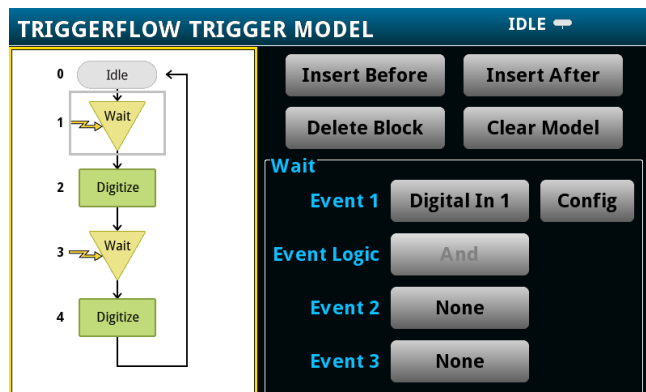 TRIGGERFLOW TRIGGER MODEL
IDLE
0 Idle
1 Wait
2 Digitize
3 Wait
4 Digitize
Insert Before Insert After
Delete Block Clear Model
Wait
Event 1 Digital In 1 Config
Event Logic And
Event 2 None
Event 3 None